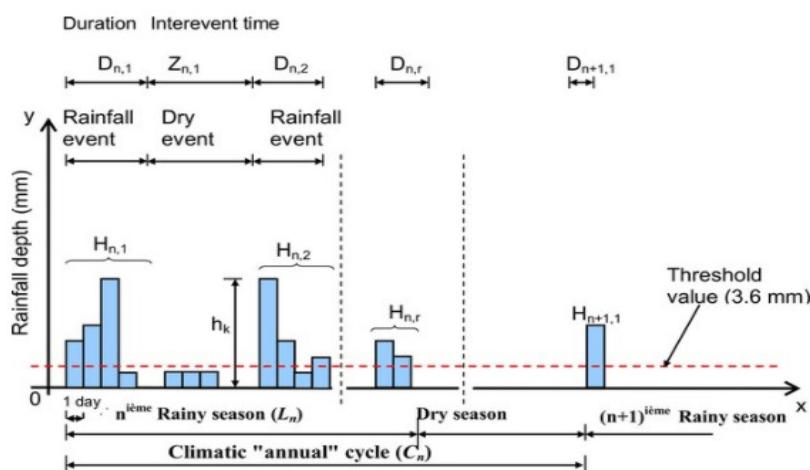 Duration Interevent time
Dn,1 Zn,1 Dn,2 Dn,r Dn+1,1
Rainfall event
Dry event
Rainfall event
y
Rainfall depth (mm)
Hn,1
Hn,2
hk
Hn,r
Hn+1,1
Threshold value (3.6 mm)
0
x
1 day
nième Rainy season (Ln)
Dry season
(n+1)ième Rainy season
Climatic "annual" cycle (Cn)